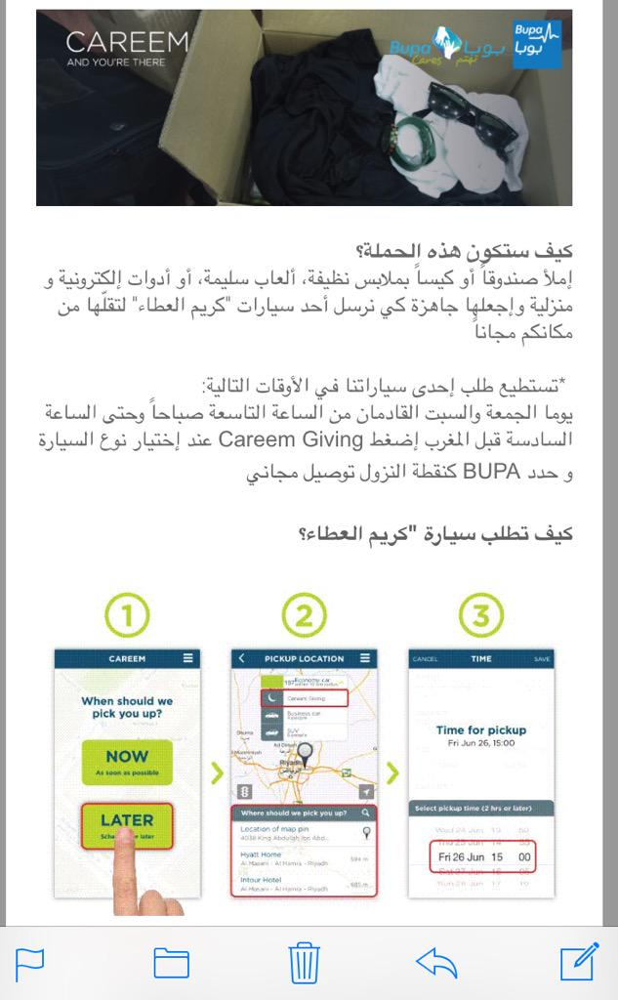 CAREEM
AND YOU'RE THERE
Bupa بوبا
Cares تهتم
Bupa
بوبا
كيف ستكون هذه الحملة؟
إملأ صندوقاً أو كيساً بملابس نظيفة، ألعاب سليمة، أو أدوات إلكترونية و
منزلية وإجعلها جاهزة كي نرسل أحد سيارات "كريم العطاء" لتقلّها من
مكانكم مجاناً
*تستطيع طلب إحدى سياراتنا في الأوقات التالية:
يوما الجمعة والسبت القادمان من الساعة التاسعة صباحاً وحتى الساعة
السادسة قبل المغرب إضغط Careem Giving عند إختيار نوع السيارة
و حدد BUPA كنقطة النزول توصيل مجاني
كيف تطلب سيارة "كريم العطاء؟
1
CAREEM
When should we
pick you up?
NOW
As soon as possible
LATER
later
2
PICKUP LOCATION
Economy car
Careem Giving
Business car
SUV
Riyadh
الرياض
Where should we pick you up?
Location of map pin
4038 King Abdullah Ibn Abd...
Hyatt Home
Al Masani - Al Hamra - Riyadh
594 m
Intour Hotel
Al Masani - Al Hamra - Riyadh
685 m
3
CANCEL TIME SAVE
Time for pickup
Fri Jun 26, 15:00
Select pickup time (2 hrs or later)
Wed 24 Jun
Thu 25 Jun 14
Fri 26 Jun 15 00
Sat 27 Jun 16
Sun 28 Jun 17